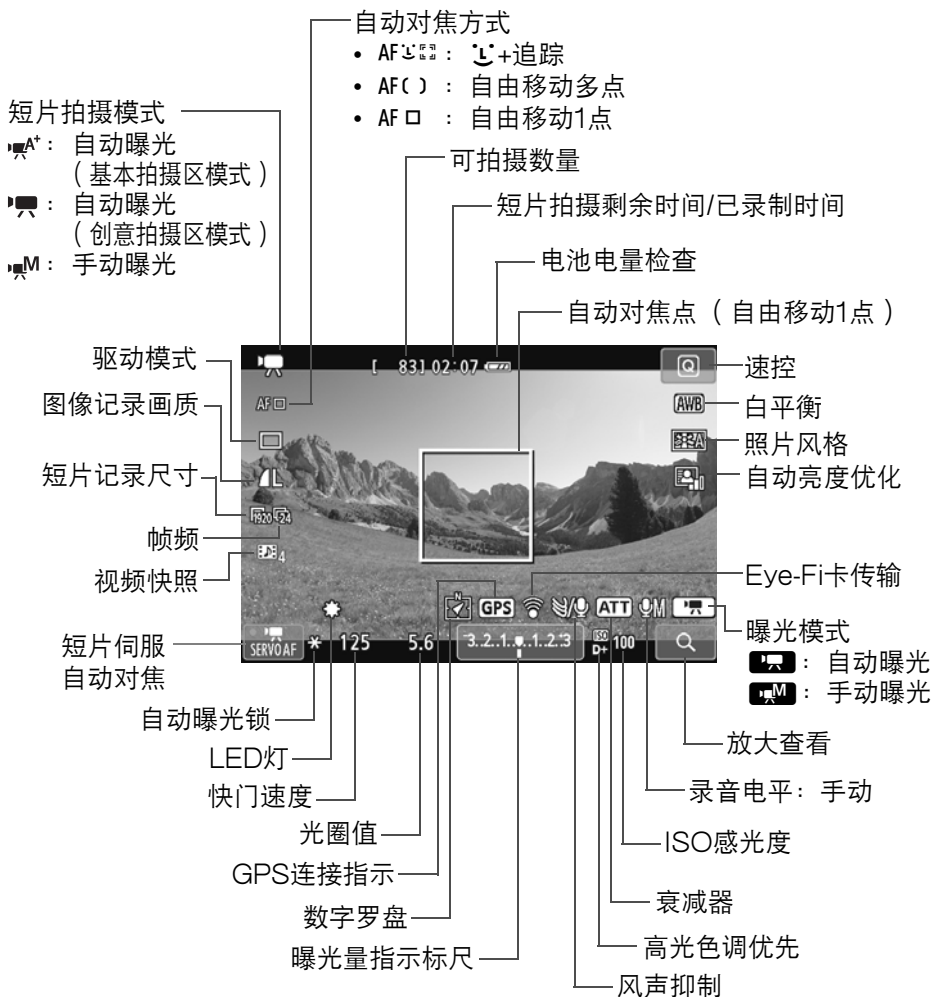 自动对焦方式
• AF : +追踪
• AF( ) : 自由移动多点
• AF □ : 自由移动1点
短片拍摄模式
A⁺ : 自动曝光
(基本拍摄区模式)
: 自动曝光
(创意拍摄区模式)
M : 手动曝光
可拍摄数量
短片拍摄剩余时间/已录制时间
电池电量检查
自动对焦点 (自由移动1点)
驱动模式
图像记录画质
短片记录尺寸
帧频
视频快照
短片伺服
自动对焦
[ 83] 02:07
Q
AF □
AWB
A
L
1920 24
4
N
GPS
ATT
M
SERVO AF
* 125 5.6
3..2..1...1..2..3
ISO
D+
100
速控
白平衡
照片风格
自动亮度优化
Eye-Fi卡传输
曝光模式
: 自动曝光
M : 手动曝光
放大查看
录音电平：手动
ISO感光度
衰减器
高光色调优先
风声抑制
自动曝光锁
LED灯
快门速度
光圈值
GPS连接指示
数字罗盘
曝光量指示标尺